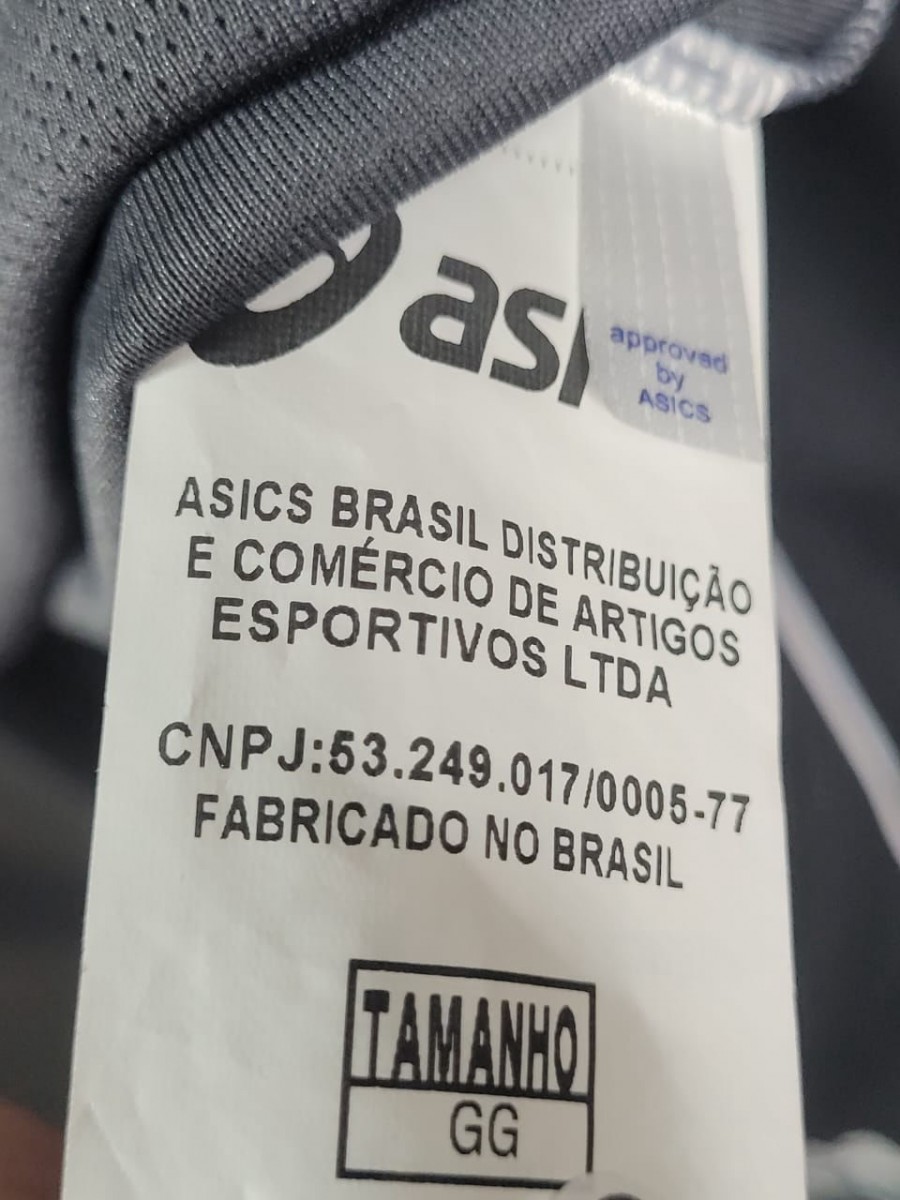 asi
approved
by
ASICS
ASICS BRASIL DISTRIBUIÇÃO
E COMÉRCIO DE ARTIGOS
ESPORTIVOS LTDA
CNPJ:53.249.017/0005-77
FABRICADO NO BRASIL
TAMANHO
GG